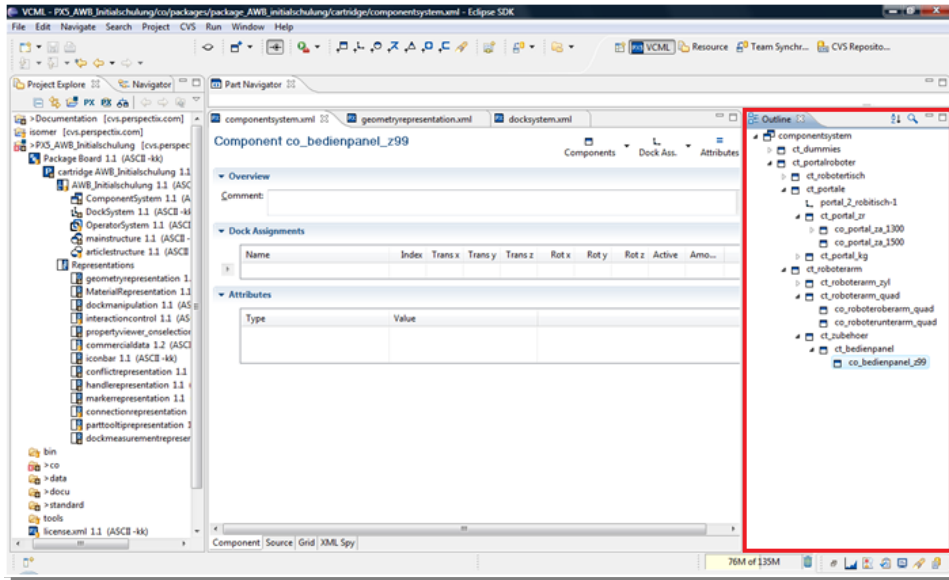 VCML - PX5_AWB_Initialschulung/co/packages/package_AWB_Initialschulung/cartridge/componentsystem.xml - Eclipse SDK
File Edit Navigate Search Project CVS Run Window Help
VCML Resource Team Synchr... CVS Reposito...
Project Explore Navigator
PX
Part Navigator
>Documentation [cvs.perspectix.com]
isomer [cvs.perspectix.com]
>PX5_AWB_Initialschulung [cvs.perspec
Package Board 1.1 (ASCII -kk)
cartridge AWB_Initialschulung 1.1
AWB_Initialschulung 1.1 (ASC
ComponentSystem 1.1 (A
DockSystem 1.1 (ASCII -kk
OperatorSystem 1.1 (ASCI
mainstructure 1.1 (ASCII -
articlestructure 1.1 (ASCII
Representations
geometryrepresentation 1.
MaterialRepresentation 1.1
dockmanipulation 1.1 (AS
interactioncontrol 1.1 (AS
propertyviewer_onselection
commercialdata 1.2 (ASCI
iconbar 1.1 (ASCII -kk)
conflictrepresentation 1.1
handlerepresentation 1.1
markerrepresentation 1.1
connectionrepresentation
parttooltiprepresentation 1
dockmeasurementrepreser
bin
>co
>data
>docu
>standard
tools
license.xml 1.1 (ASCII -kk)
componentsystem.xml geometryrepresentation.xml docksystem.xml
Component co_bedienpanel_z99
Components Dock Ass. Attributes
Overview
Comment:
Dock Assignments
Name Index Trans x Trans y Trans z Rot x Rot y Rot z Active Amo...
Attributes
Type Value
Component Source Grid XML Spy
Outline
componentsystem
ct_dummies
ct_portalroboter
ct_robotertisch
ct_portale
portal_2_robitisch-1
ct_portal_zr
co_portal_za_1300
co_portal_za_1500
ct_portal_kg
ct_roboterarm
ct_roboterarm_zyl
ct_roboterarm_quad
co_roboteroberarm_quad
co_roboterunterarm_quad
ct_zubehoer
ct_bedienpanel
co_bedienpanel_z99
76M of 135M